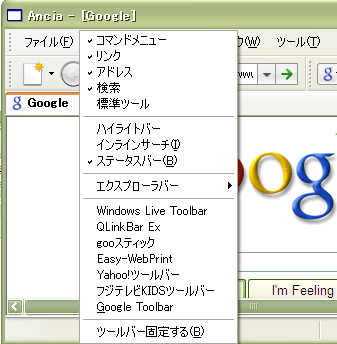 Ancia - [Google]
ファイル(F) (W) ツール(T)
コマンドメニュー
リンク
アドレス
検索
標準ツール
Google
ハイライトバー
インラインサーチ(I)
ステータスバー(B)
エクスプローラバー
Windows Live Toolbar
QLinkBar Ex
gooスティック
Easy-WebPrint
Yahoo!ツールバー
フジテレビKIDSツールバー
Google Toolbar
I'm Feeling
ツールバー固定する(B)